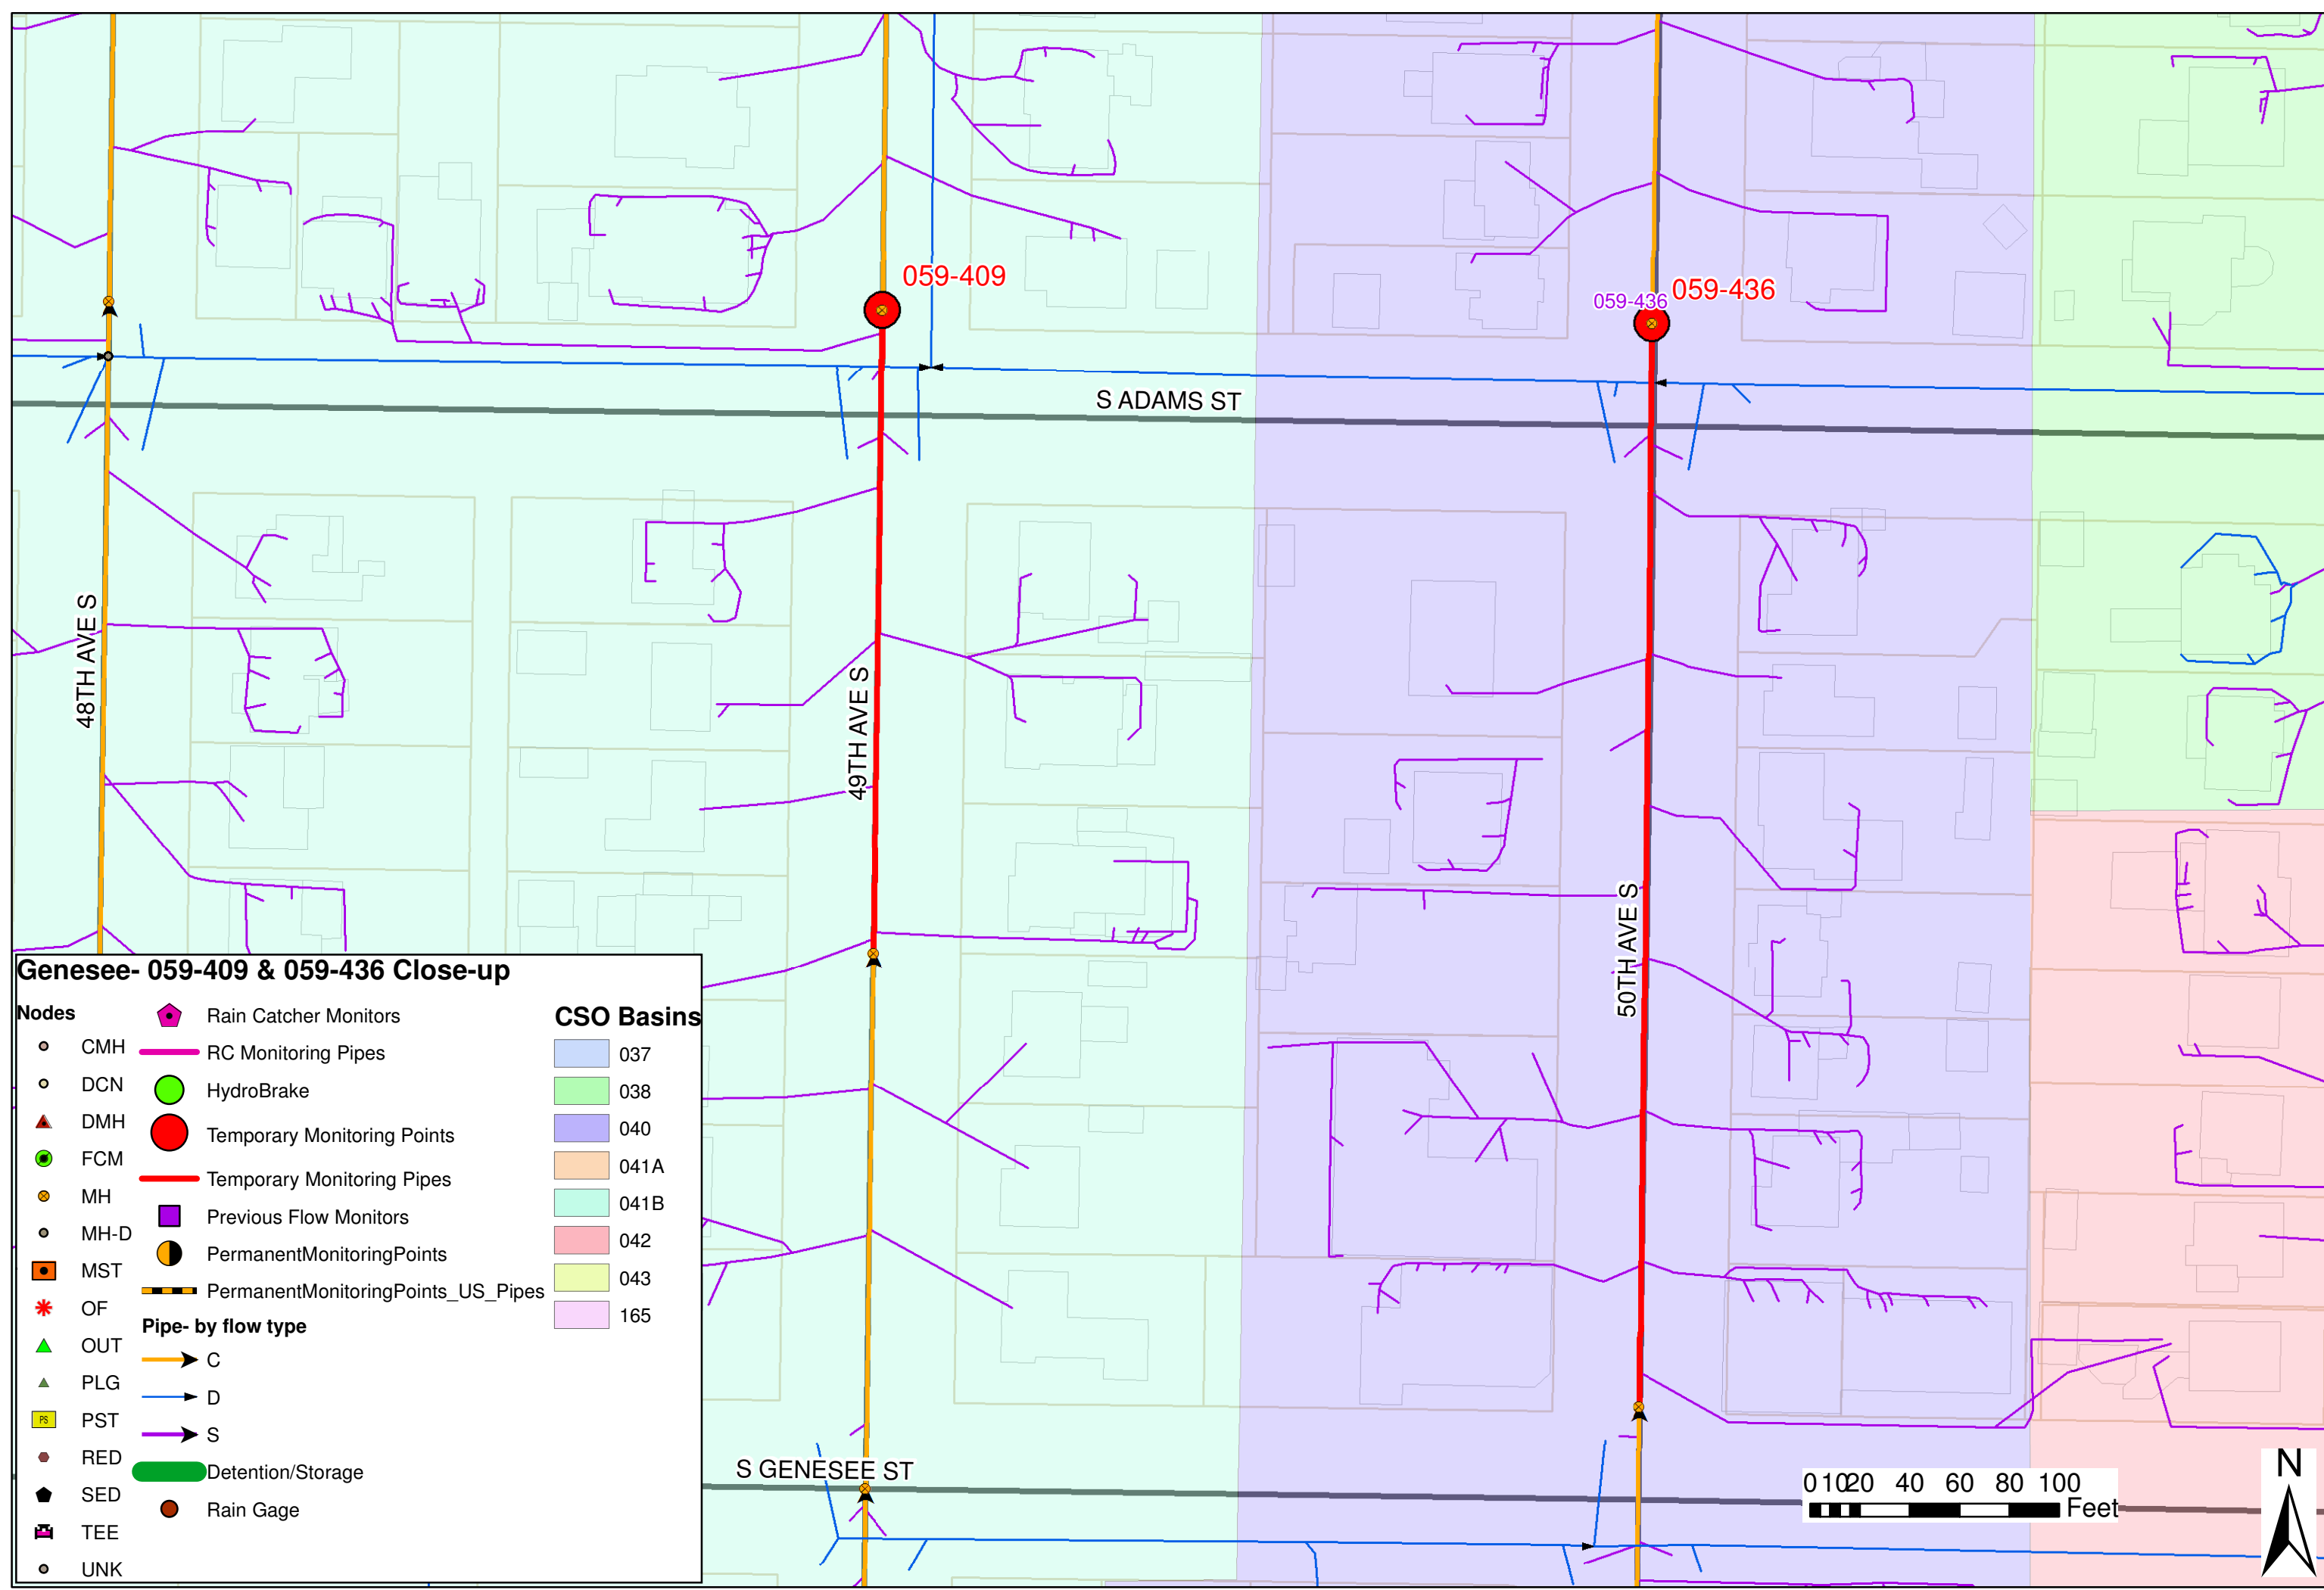 059-409
059-436
059-436
S ADAMS ST
48TH AVE S
49TH AVE S
50TH AVE S
S GENESEE ST
Genesee- 059-409 & 059-436 Close-up
Nodes
CMH
DCN
DMH
FCM
MH
MH-D
MST
OF
OUT
PLG
PS
PST
RED
SED
TEE
UNK
Rain Catcher Monitors
RC Monitoring Pipes
HydroBrake
Temporary Monitoring Points
Temporary Monitoring Pipes
Previous Flow Monitors
PermanentMonitoringPoints
PermanentMonitoringPoints_US_Pipes
Pipe- by flow type
C
D
S
Detention/Storage
Rain Gage
CSO Basins
037
038
040
041A
041B
042
043
165
0 10 20 40 60 80 100
Feet
N